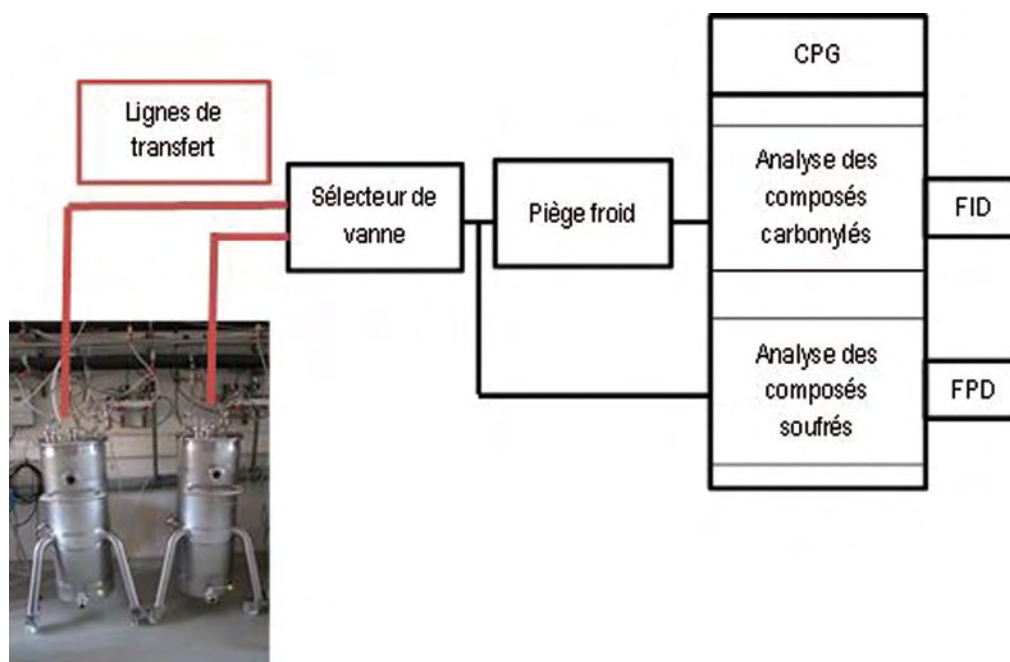 Lignes de
transfert
Sélecteur de
vanne
Piège froid
CPG
Analyse des
composés
carbonylés
FID
Analyse des
composés
soufrés
FPD